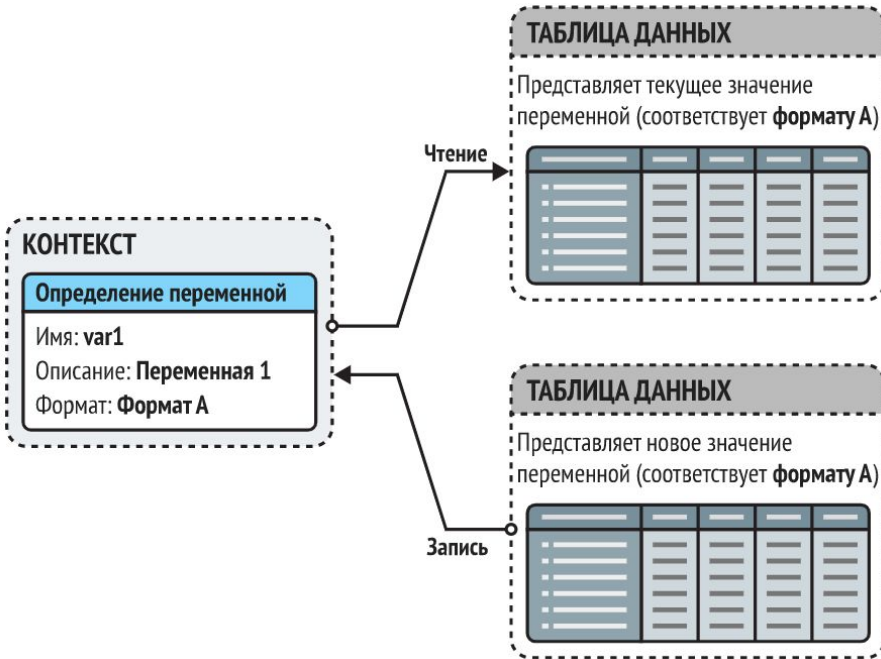 ТАБЛИЦА ДАННЫХ
Представляет текущее значение
переменной (соответствует формату А)
Чтение
КОНТЕКСТ
Определение переменной
Имя: var1
Описание: Переменная 1
Формат: Формат А
ТАБЛИЦА ДАННЫХ
Представляет новое значение
переменной (соответствует формату А)
Запись